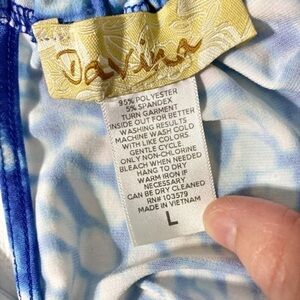 Davina
95% POLYESTER
5% SPANDEX
TURN GARMENT
INSIDE OUT FOR BETTER
WASHING RESULTS
MACHINE WASH COLD
WITH LIKE COLORS
GENTLE CYCLE.
ONLY NON-CHLORINE
BLEACH WHEN NEEDED
HANG TO DRY
WARM IRON IF
NECESSARY
CAN BE DRY CLEANED
RN# 103579
MADE IN VIETNAM
L